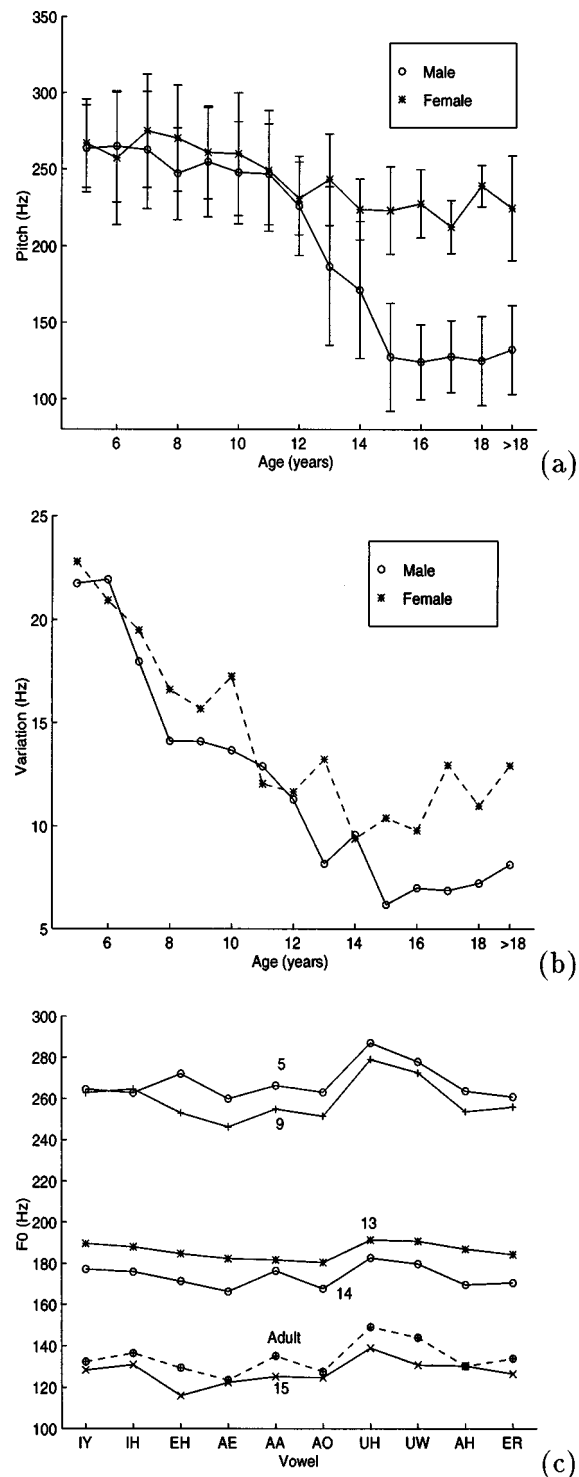 350
300
250
200
150
100
Pitch (Hz)
Male
Female
6 8 10 12 14 16 18 >18
Age (years)
(a)
25
20
15
10
5
Variation (Hz)
Male
Female
6 8 10 12 14 16 18 >18
Age (years)
(b)
300
280
260
240
220
200
180
160
140
120
100
F0 (Hz)
5
9
13
14
Adult
15
IY IH EH AE AA AO UH UW AH ER
Vowel
(c)